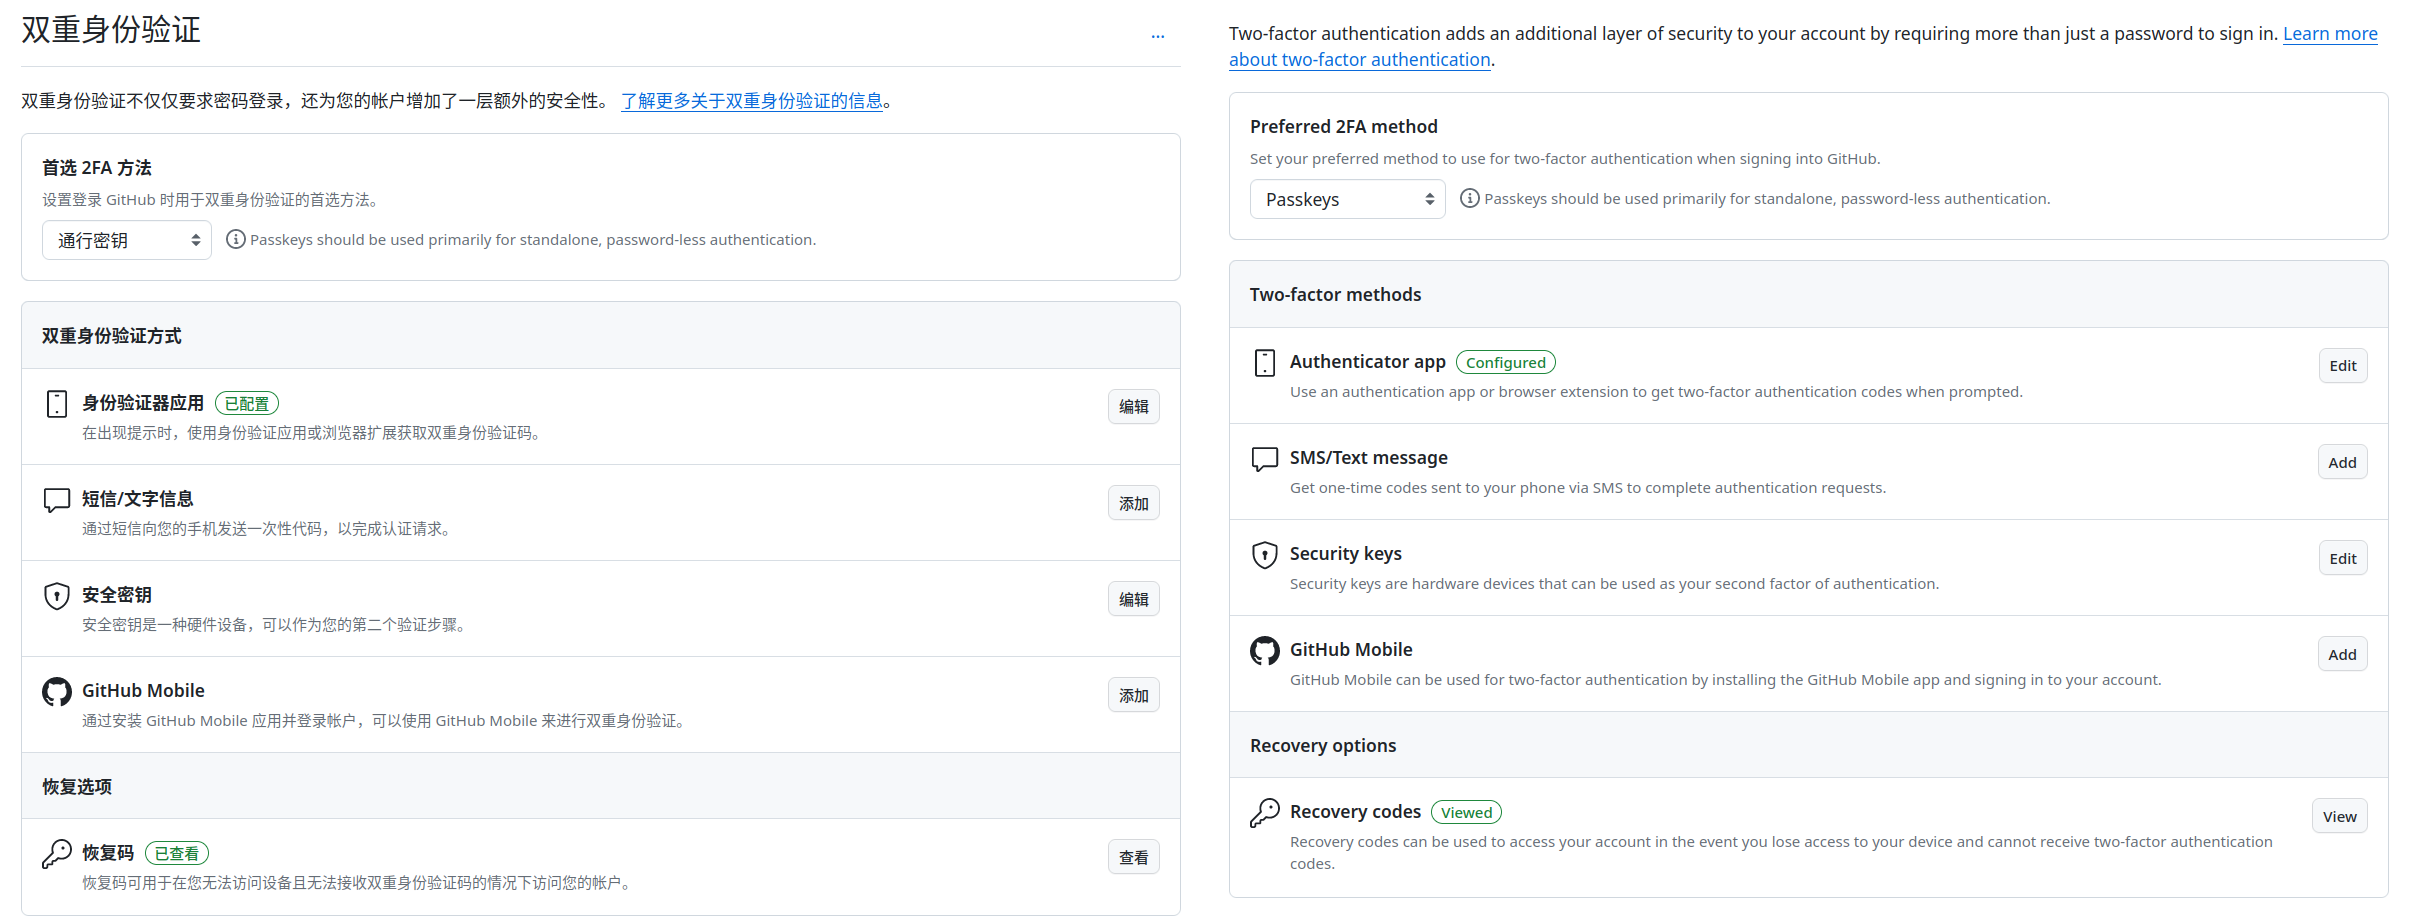 双重身份验证
...
双重身份验证不仅仅要求密码登录，还为您的帐户增加了一层额外的安全性。 了解更多关于双重身份验证的信息。
首选 2FA 方法
设置登录 GitHub 时用于双重身份验证的首选方法。
通行密钥
Passkeys should be used primarily for standalone, password-less authentication.
双重身份验证方式
身份验证器应用 已配置
编辑
在出现提示时，使用身份验证应用或浏览器扩展获取双重身份验证码。
短信/文字信息
添加
通过短信向您的手机发送一次性代码，以完成认证请求。
安全密钥
编辑
安全密钥是一种硬件设备，可以作为您的第二个验证步骤。
GitHub Mobile
添加
通过安装 GitHub Mobile 应用并登录帐户，可以使用 GitHub Mobile 来进行双重身份验证。
恢复选项
恢复码 已查看
查看
恢复码可用于在您无法访问设备且无法接收双重身份验证码的情况下访问您的帐户。
Two-factor authentication adds an additional layer of security to your account by requiring more than just a password to sign in. Learn more
about two-factor authentication.
Preferred 2FA method
Set your preferred method to use for two-factor authentication when signing into GitHub.
Passkeys
Passkeys should be used primarily for standalone, password-less authentication.
Two-factor methods
Authenticator app Configured
Edit
Use an authentication app or browser extension to get two-factor authentication codes when prompted.
SMS/Text message
Add
Get one-time codes sent to your phone via SMS to complete authentication requests.
Security keys
Edit
Security keys are hardware devices that can be used as your second factor of authentication.
GitHub Mobile
Add
GitHub Mobile can be used for two-factor authentication by installing the GitHub Mobile app and signing in to your account.
Recovery options
Recovery codes Viewed
View
Recovery codes can be used to access your account in the event you lose access to your device and cannot receive two-factor authentication
codes.